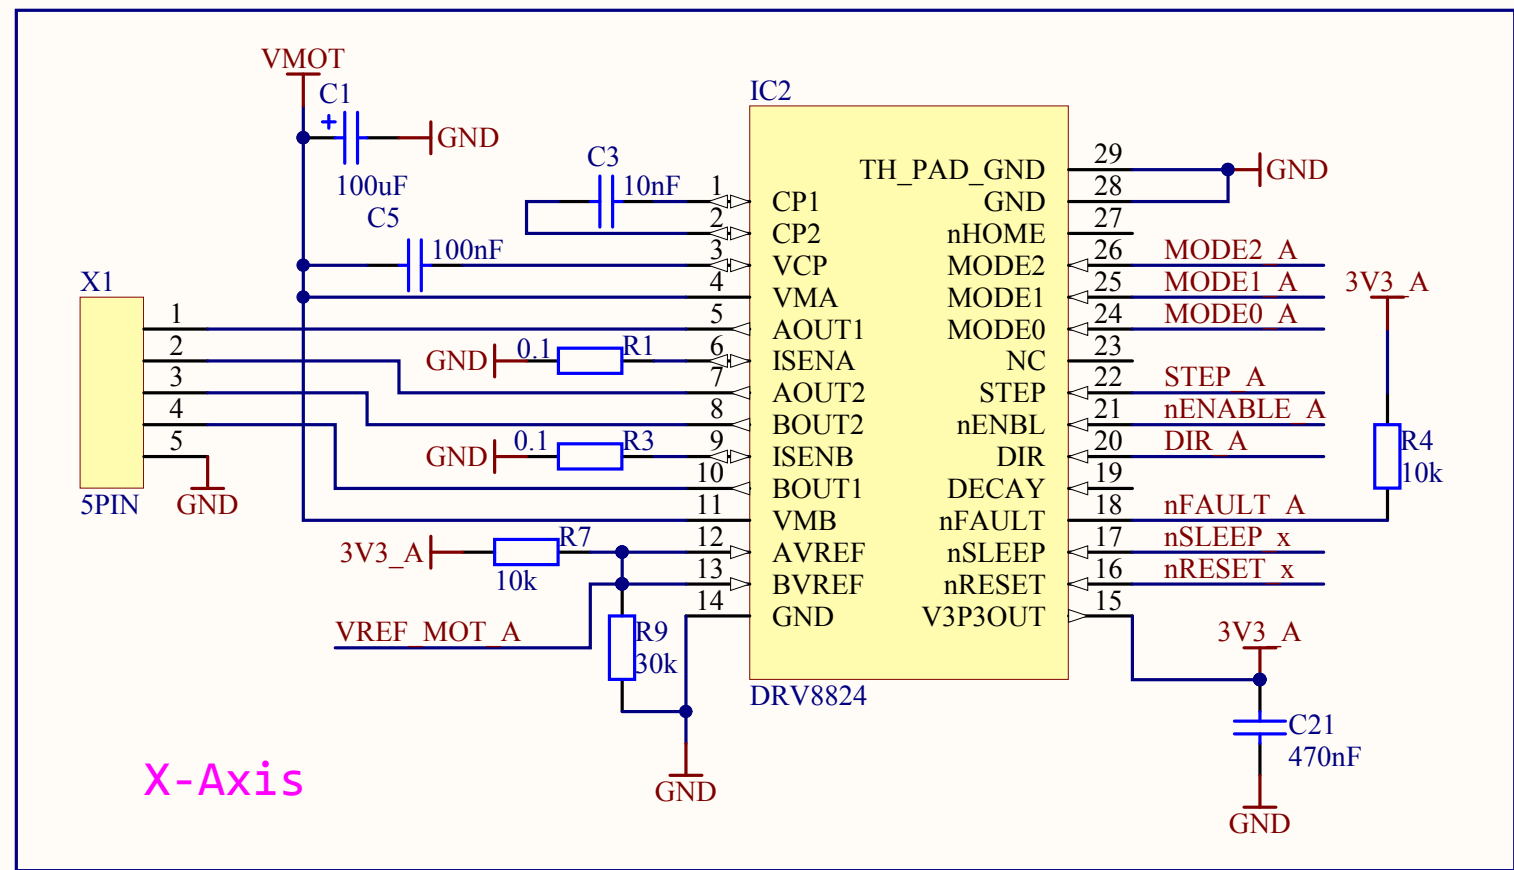 VMOT
C1
+
GND
100uF
C5
100nF
C3
10nF
X1
1
2
3
4
5
5PIN
GND
GND
0.1
R1
GND
0.1
R3
3V3_A
R7
10k
VREF_MOT_A
R9
30k
GND
IC2
1 CP1
2 CP2
3 VCP
4 VMA
5 AOUT1
6 ISENA
7 AOUT2
8 BOUT2
9 ISENB
10 BOUT1
11 VMB
12 AVREF
13 BVREF
14 GND
TH_PAD_GND 29
GND 28
nHOME 27
MODE2 26 MODE2_A
MODE1 25 MODE1_A
MODE0 24 MODE0_A
NC 23
STEP 22 STEP_A
nENBL 21 nENABLE_A
DIR 20 DIR_A
DECAY 19
nFAULT 18 nFAULT_A
nSLEEP 17 nSLEEP_x
nRESET 16 nRESET_x
V3P3OUT 15
DRV8824
GND
3V3_A
R4
10k
3V3_A
C21
470nF
GND
X-Axis